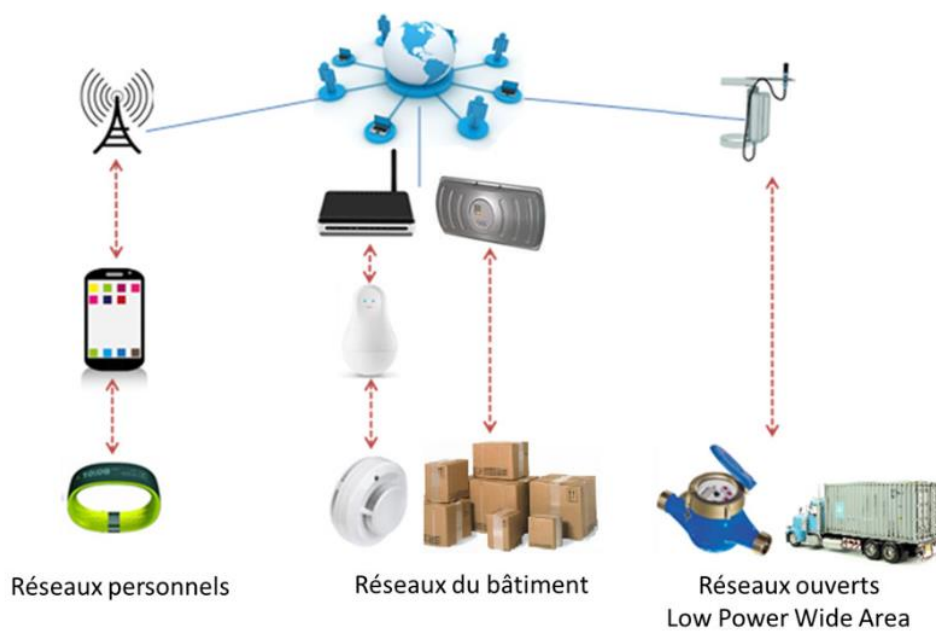 Réseaux personnels
Réseaux du bâtiment
Réseaux ouverts
Low Power Wide Area